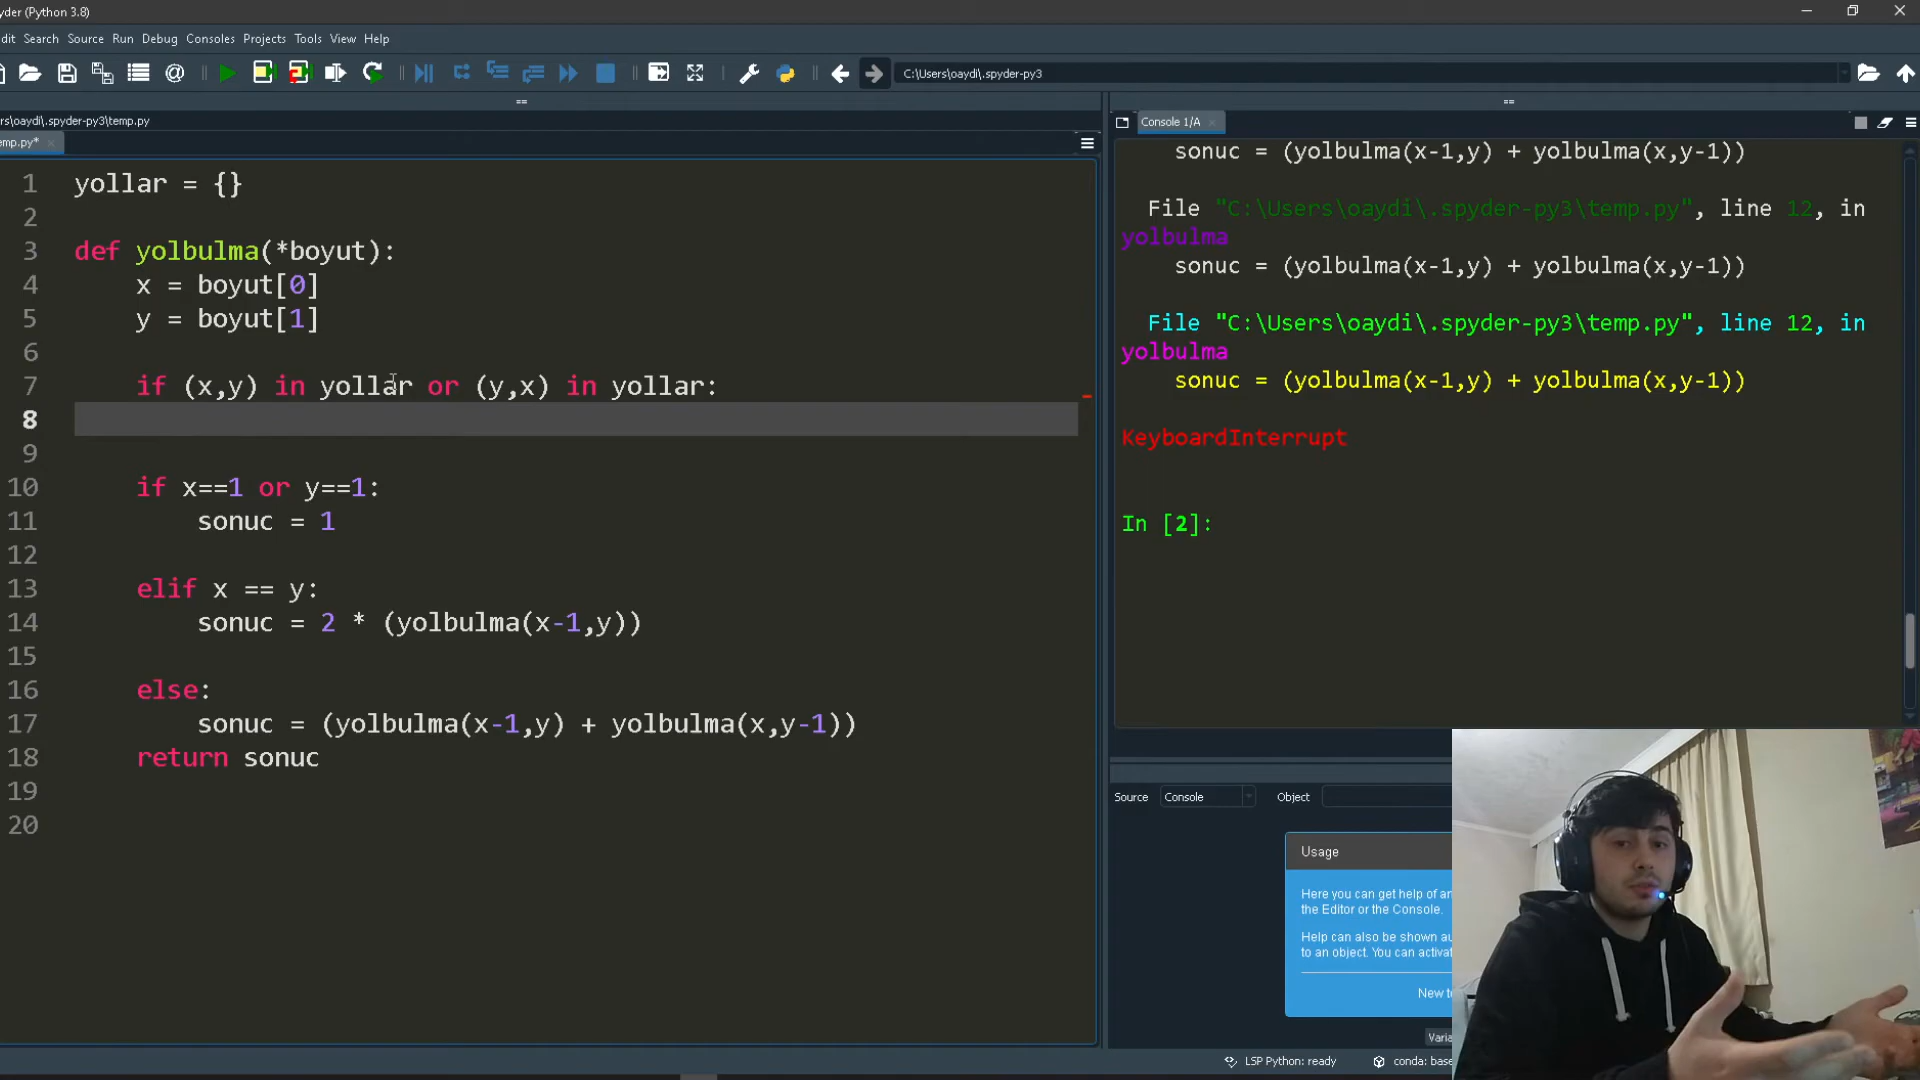 yder (Python 3.8)
dit Search Source Run Debug Consoles Projects Tools View Help
C:\Users\oaydi\.spyder-py3
rs\oaydi\.spyder-py3\temp.py
emp.py*
Console 1/A
1 yollar = {}
2
3 def yolbulma(*boyut):
4 x = boyut[0]
5 y = boyut[1]
6
7 if (x,y) in yollar or (y,x) in yollar:
8
9
10 if x==1 or y==1:
11 sonuc = 1
12
13 elif x == y:
14 sonuc = 2 * (yolbulma(x-1,y))
15
16 else:
17 sonuc = (yolbulma(x-1,y) + yolbulma(x,y-1))
18 return sonuc
19
20
sonuc = (yolbulma(x-1,y) + yolbulma(x,y-1))
File "C:\Users\oaydi\.spyder-py3\temp.py", line 12, in
yolbulma
sonuc = (yolbulma(x-1,y) + yolbulma(x,y-1))
File "C:\Users\oaydi\.spyder-py3\temp.py", line 12, in
yolbulma
sonuc = (yolbulma(x-1,y) + yolbulma(x,y-1))
KeyboardInterrupt
In [2]:
Source Console Object
Usage
Here you can get help of an
the Editor or the Console.
Help can also be shown au
to an object. You can activat
New to
Varia
LSP Python: ready conda: base